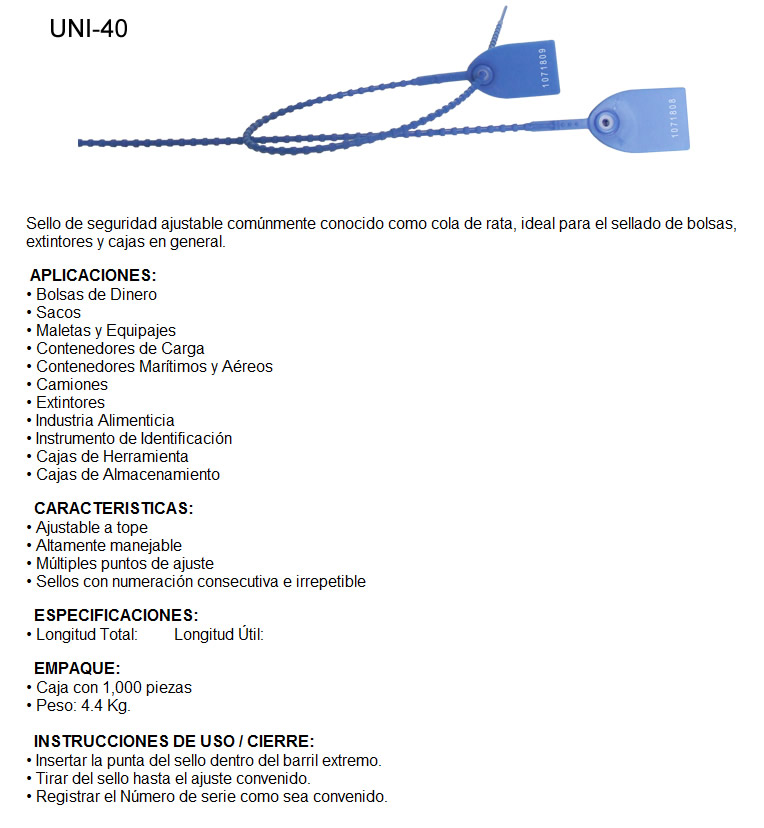 UNI-40
1071809
1071808
Sello de seguridad ajustable comúnmente conocido como cola de rata, ideal para el sellado de bolsas,
extintores y cajas en general.
APLICACIONES:
• Bolsas de Dinero
• Sacos
• Maletas y Equipajes
• Contenedores de Carga
• Contenedores Marítimos y Aéreos
• Camiones
• Extintores
• Industria Alimenticia
• Instrumento de Identificación
• Cajas de Herramienta
• Cajas de Almacenamiento
CARACTERISTICAS:
• Ajustable a tope
• Altamente manejable
• Múltiples puntos de ajuste
• Sellos con numeración consecutiva e irrepetible
ESPECIFICACIONES:
• Longitud Total: Longitud Útil:
EMPAQUE:
• Caja con 1,000 piezas
• Peso: 4.4 Kg.
INSTRUCCIONES DE USO / CIERRE:
• Insertar la punta del sello dentro del barril extremo.
• Tirar del sello hasta el ajuste convenido.
• Registrar el Número de serie como sea convenido.